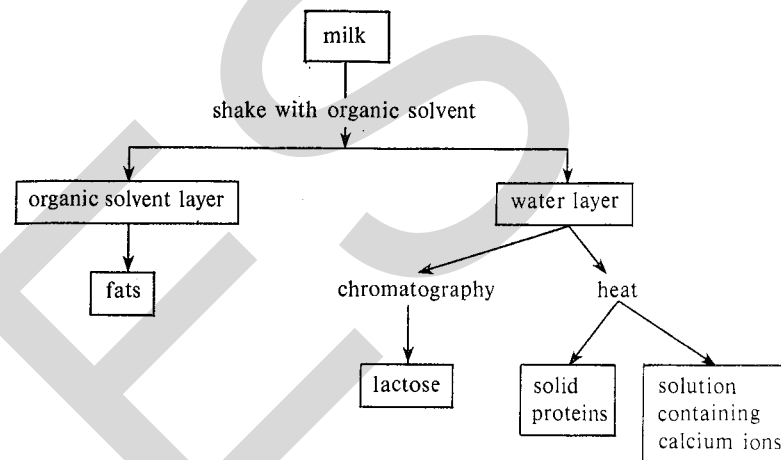 milk
shake with organic solvent
organic solvent layer
water layer
fats
chromatography
heat
lactose
solid
proteins
solution
containing
calcium ions